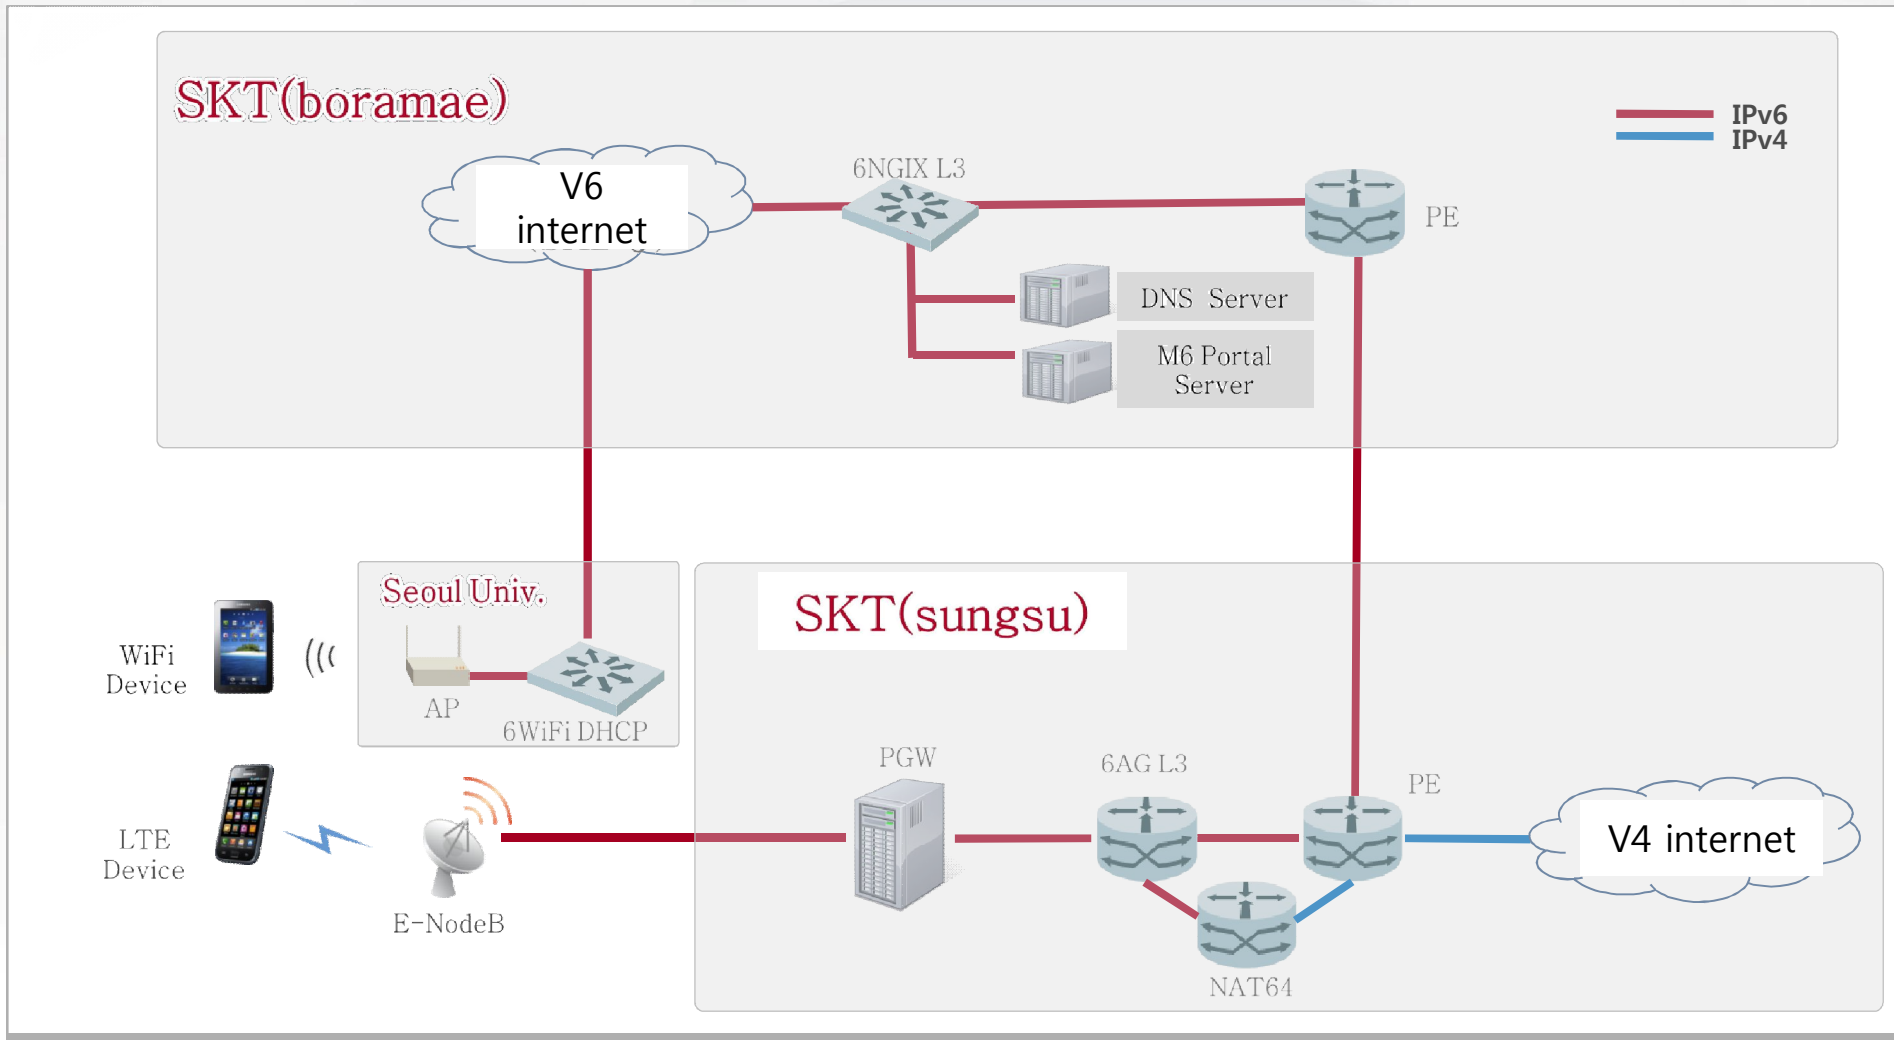 SKT(boramae)
IPv6
IPv4
6NGIX L3
V6
internet
PE
DNS Server
M6 Portal
Server
Seoul Univ.
SKT(sungsu)
WiFi
Device
AP
6WiFi DHCP
PGW
6AG L3
PE
LTE
Device
V4 internet
E-NodeB
NAT64